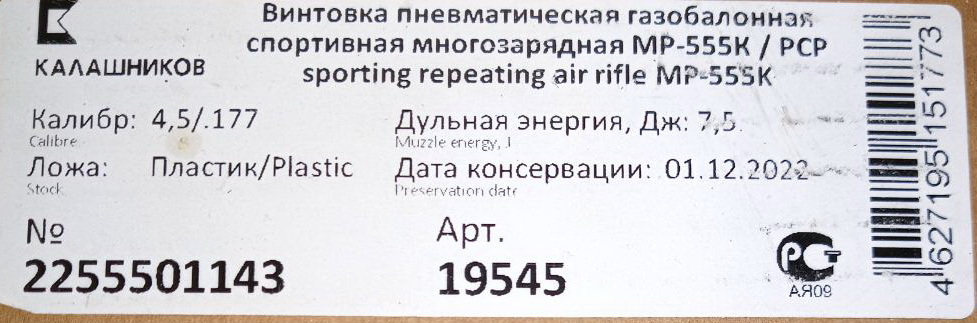 КАЛАШНИКОВ
Винтовка пневматическая газобалонная
спортивная многозарядная МР-555К / PCP
sporting repeating air rifle MP-555K
Калибр: 4,5/.177
Calibre
Дульная энергия, Дж: 7,5
Muzzle energy, J
Ложа: Пластик/Plastic
Stock
Дата консервации: 01.12.2022
Preservation date
№
2255501143
Арт.
19545
РСТ
АЯ09
4627195151773